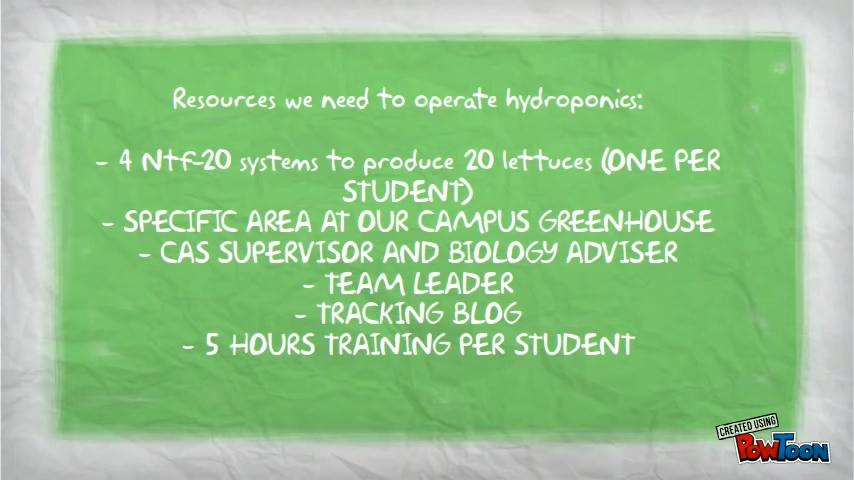 Resources we need to operate hydroponics:
- 4 Ntf-20 systems to produce 20 lettuces (ONE PER
STUDENT)
- SPECIFIC AREA AT OUR CAMPUS GREENHOUSE
- CAS SUPERVISOR AND BIOLOGY ADVISER
- TEAM LEADER
- TRACKING BLOG
- 5 HOURS TRAINING PER STUDENT
CREATED USING
POWTOON